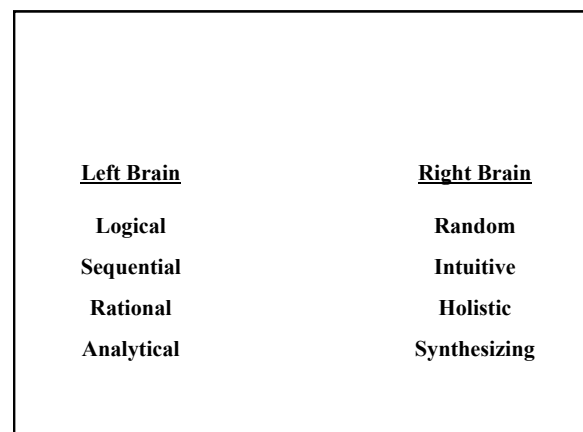 Left Brain Right Brain
Logical Random
Sequential Intuitive
Rational Holistic
Analytical Synthesizing